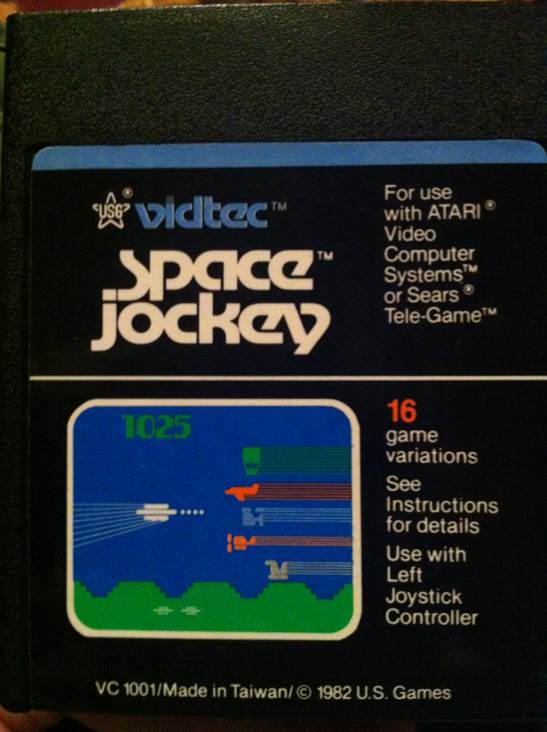 USG® vidtec™
space™
jockey
For use
with ATARI®
Video
Computer
Systems™
or Sears®
Tele-Game™
1025
16
game
variations
See
Instructions
for details
Use with
Left
Joystick
Controller
VC 1001/Made in Taiwan/© 1982 U.S. Games